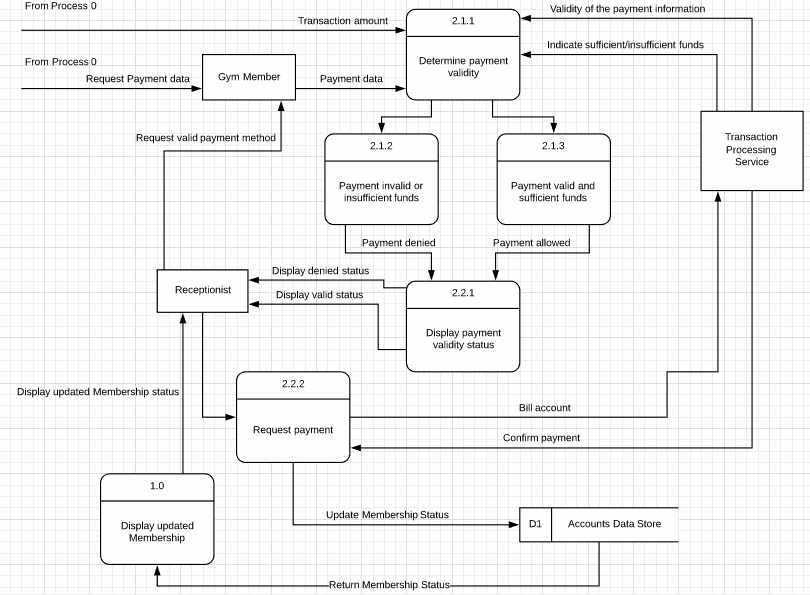 From Process 0
Transaction amount
2.1.1
Validity of the payment information
Determine payment
validity
Indicate sufficient/insufficient funds
From Process 0
Request Payment data
Gym Member
Payment data
Request valid payment method
2.1.2
Payment invalid or
insufficient funds
2.1.3
Payment valid and
sufficient funds
Transaction
Processing
Service
Payment denied
Payment allowed
Display denied status
Receptionist
Display valid status
2.2.1
Display payment
validity status
Display updated Membership status
2.2.2
Request payment
Bill account
Confirm payment
1.0
Display updated
Membership
Update Membership Status
D1
Accounts Data Store
Return Membership Status